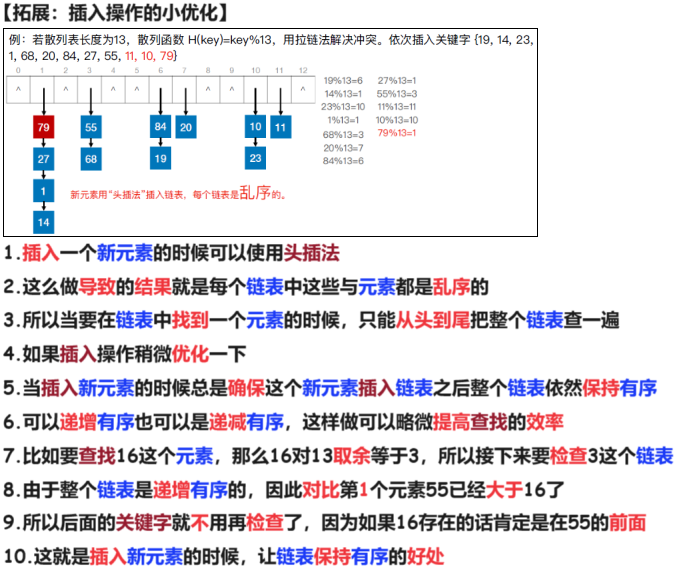 【拓展：插入操作的小优化】
例：若散列表长度为13，散列函数 H(key)=key%13，用拉链法解决冲突。依次插入关键字 {19, 14, 23,
1, 68, 20, 84, 27, 55, 11, 10, 79}
0 1 2 3 4 5 6 7 8 9 10 11 12
^ ^ ^ ^ ^ ^ ^
19%13=6 27%13=1
14%13=1 55%13=3
23%13=10 11%13=11
1%13=1 10%13=10
68%13=3 79%13=1
20%13=7
84%13=6
79 55 84 20 10 11
27 68 19 23
1
14
新元素用“头插法”插入链表，每个链表是乱序的。
1.插入一个新元素的时候可以使用头插法
2.这么做导致的结果就是每个链表中这些与元素都是乱序的
3.所以当要在链表中找到一个元素的时候，只能从头到尾把整个链表查一遍
4.如果插入操作稍微优化一下
5.当插入新元素的时候总是确保这个新元素插入链表之后整个链表依然保持有序
6.可以递增有序也可以是递减有序，这样做可以略微提高查找的效率
7.比如要查找16这个元素，那么16对13取余等于3，所以接下来要检查3这个链表
8.由于整个链表是递增有序的，因此对比第1个元素55已经大于16了
9.所以后面的关键字就不用再检查了，因为如果16存在的话肯定是在55的前面
10.这就是插入新元素的时候，让链表保持有序的好处